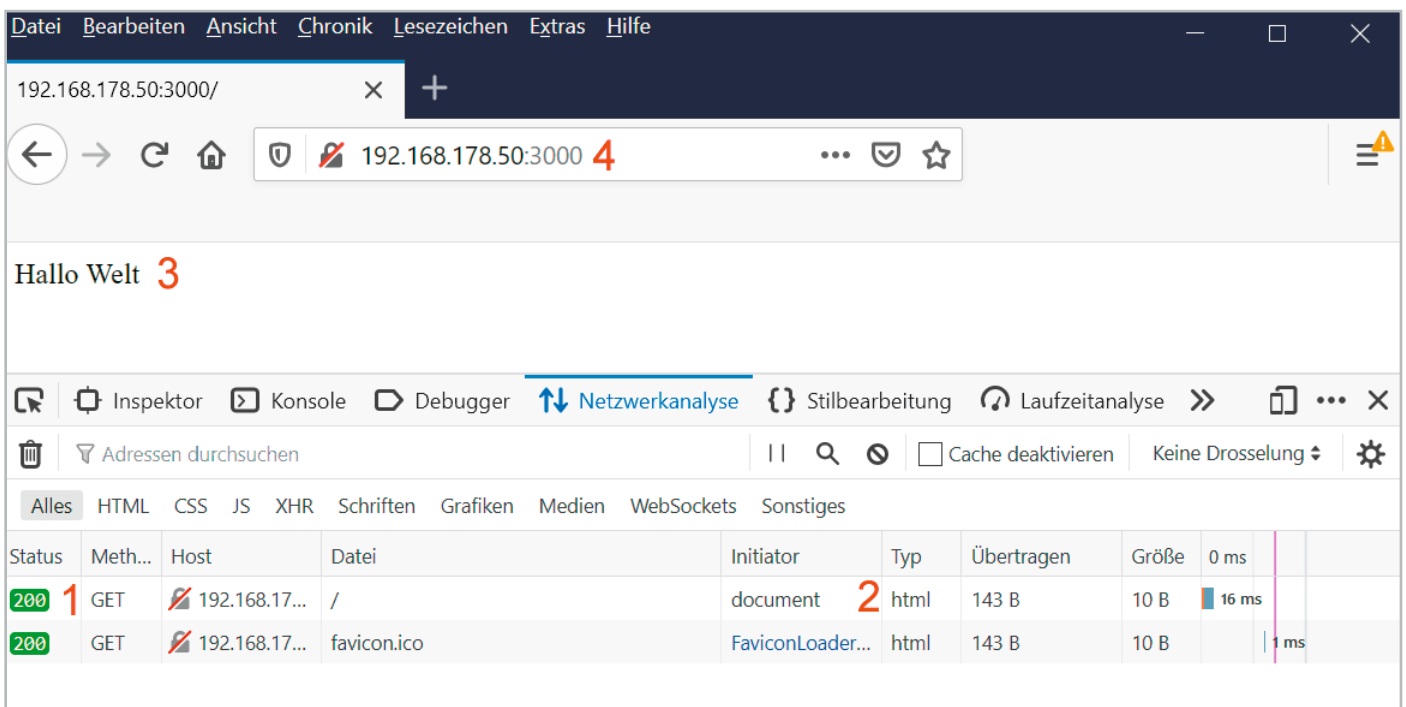 Datei Bearbeiten Ansicht Chronik Lesezeichen Extras Hilfe
192.168.178.50:3000/
192.168.178.50:3000 4
Hallo Welt 3
Inspektor Konsole Debugger Netzwerkanalyse Stilbearbeitung Laufzeitanalyse
Adressen durchsuchen Cache deaktivieren Keine Drosselung
Alles HTML CSS JS XHR Schriften Grafiken Medien WebSockets Sonstiges
Status Meth... Host Datei Initiator Typ Übertragen Größe 0 ms
200 1 GET 192.168.17... / document 2 html 143 B 10 B 16 ms
200 GET 192.168.17... favicon.ico FaviconLoader... html 143 B 10 B 1 ms